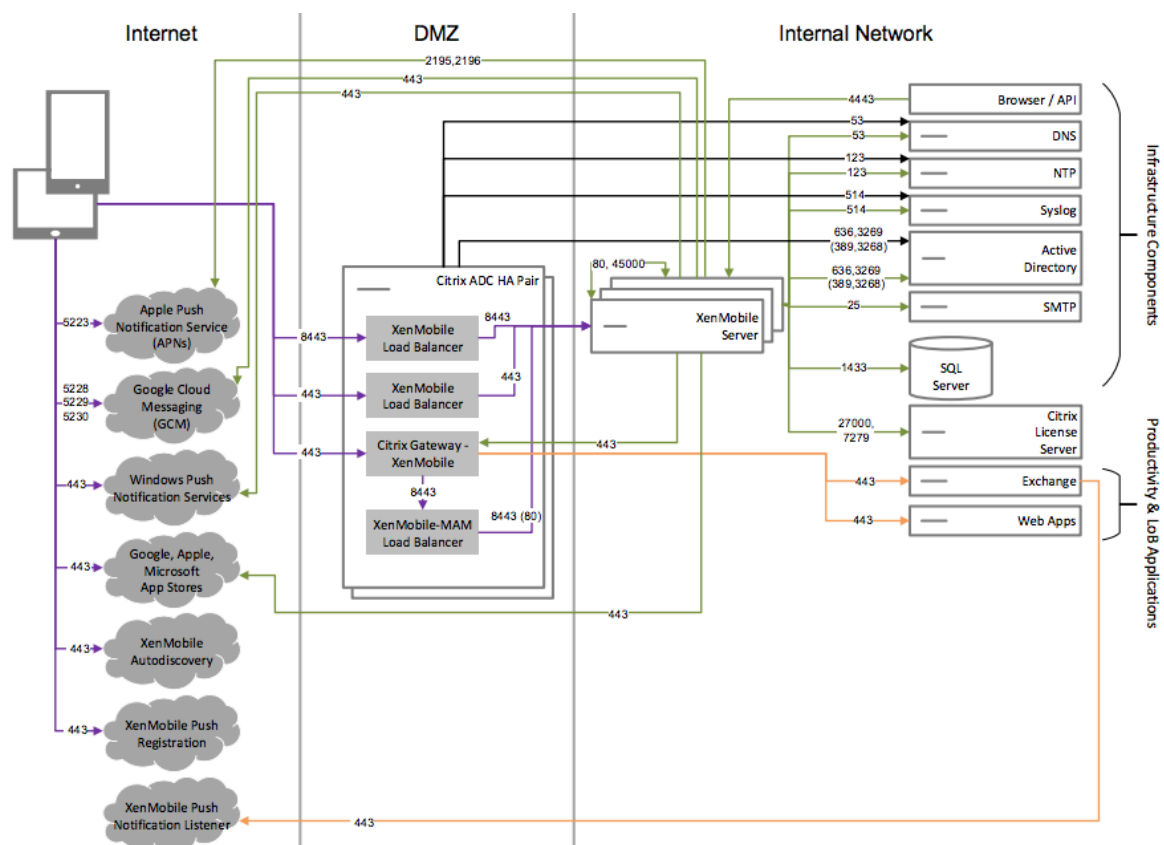 Internet
DMZ
Internal Network
2195,2196
443
443
4443
Browser / API
53
DNS
53
123
NTP
123
514
Syslog
514
636,3269
(389,3268)
Active
Directory
636,3269
(389,3268)
25
SMTP
1433
SQL
Server
27000,
7279
Citrix
License
Server
443
Exchange
443
Web Apps
Infrastructure Components
Productivity & LoB Applications
80, 45000
XenMobile
Server
Citrix ADC HA Pair
8443
XenMobile
Load Balancer
8443
443
XenMobile
Load Balancer
443
443
Citrix Gateway -
XenMobile
443
8443
XenMobile-MAM
Load Balancer
8443 (80)
443
5223
Apple Push
Notification Service
(APNs)
5228
5229
5230
Google Cloud
Messaging
(GCM)
443
Windows Push
Notification Services
443
Google, Apple,
Microsoft
App Stores
443
XenMobile
Autodiscovery
443
XenMobile Push
Registration
XenMobile Push
Notification Listener
443